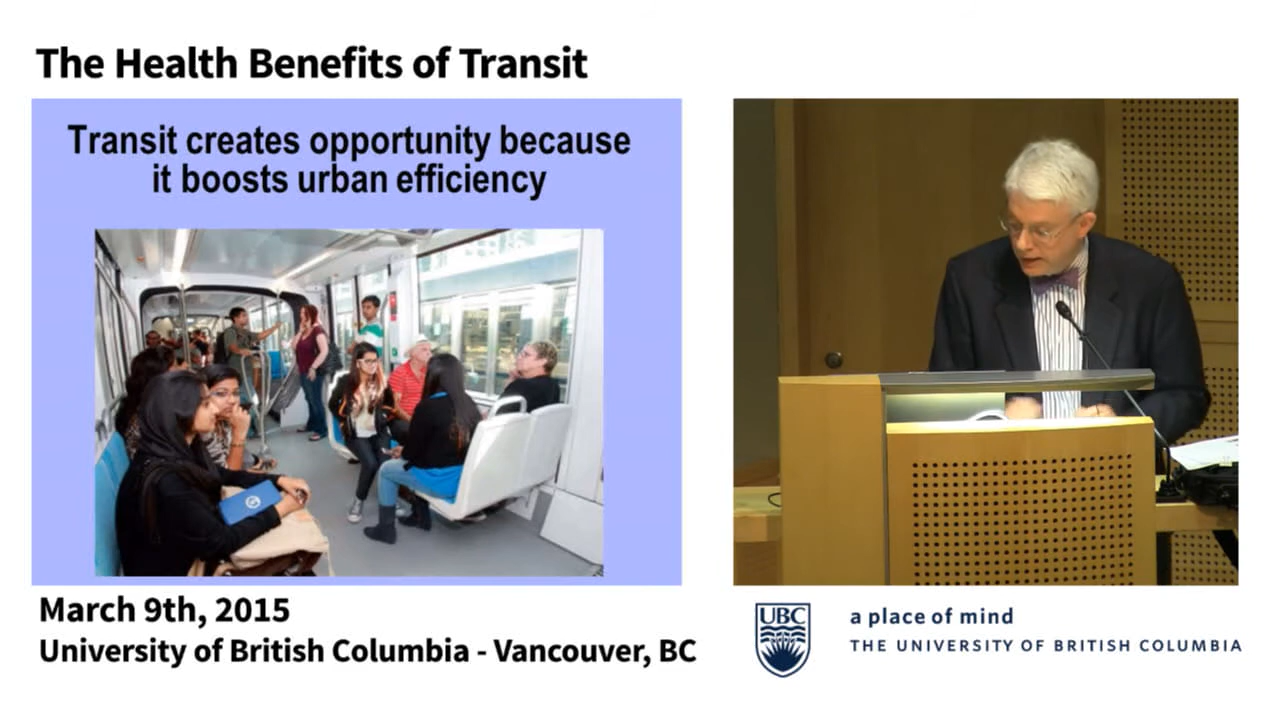 The Health Benefits of Transit
Transit creates opportunity because
it boosts urban efficiency
March 9th, 2015
University of British Columbia - Vancouver, BC
UBC
a place of mind
THE UNIVERSITY OF BRITISH COLUMBIA